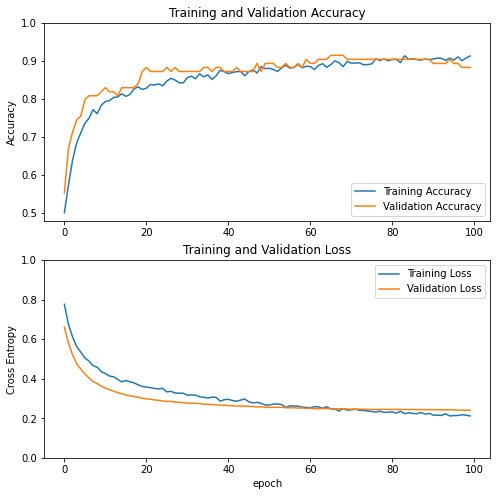 Training and Validation Accuracy
1.0
0.9
0.8
0.7
0.6
0.5
Accuracy
Training Accuracy
Validation Accuracy
0 20 40 60 80 100
Training and Validation Loss
1.0
0.8
0.6
0.4
0.2
0.0
Cross Entropy
Training Loss
Validation Loss
0 20 40 60 80 100
epoch